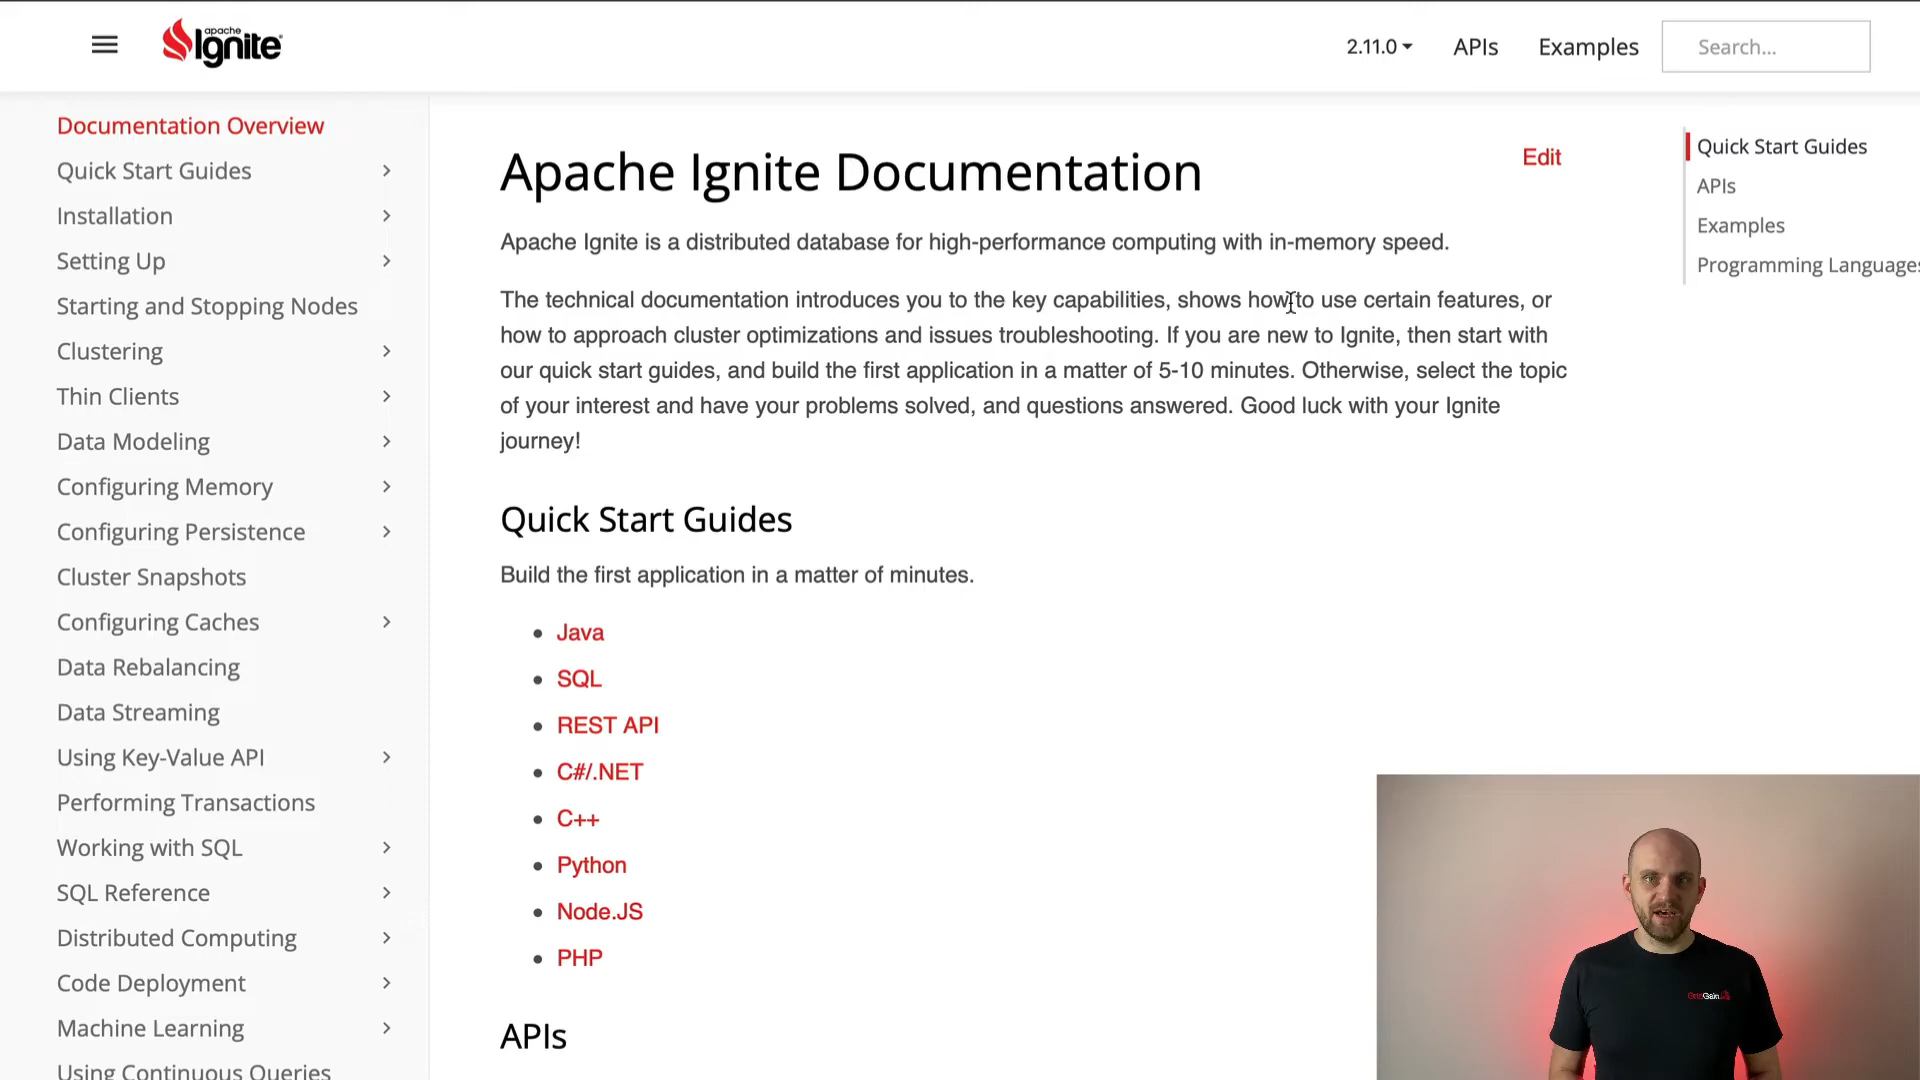 apache
Ignite
2.11.0
APIs
Examples
Search...
Documentation Overview
Quick Start Guides
Installation
Setting Up
Starting and Stopping Nodes
Clustering
Thin Clients
Data Modeling
Configuring Memory
Configuring Persistence
Cluster Snapshots
Configuring Caches
Data Rebalancing
Data Streaming
Using Key-Value API
Performing Transactions
Working with SQL
SQL Reference
Distributed Computing
Code Deployment
Machine Learning
Using Continuous Queries
Apache Ignite Documentation
Edit
Apache Ignite is a distributed database for high-performance computing with in-memory speed.
The technical documentation introduces you to the key capabilities, shows how to use certain features, or
how to approach cluster optimizations and issues troubleshooting. If you are new to Ignite, then start with
our quick start guides, and build the first application in a matter of 5-10 minutes. Otherwise, select the topic
of your interest and have your problems solved, and questions answered. Good luck with your Ignite
journey!
Quick Start Guides
Build the first application in a matter of minutes.
Java
SQL
REST API
C#/.NET
C++
Python
Node.JS
PHP
APIs
Quick Start Guides
APIs
Examples
Programming Languages
GridGain